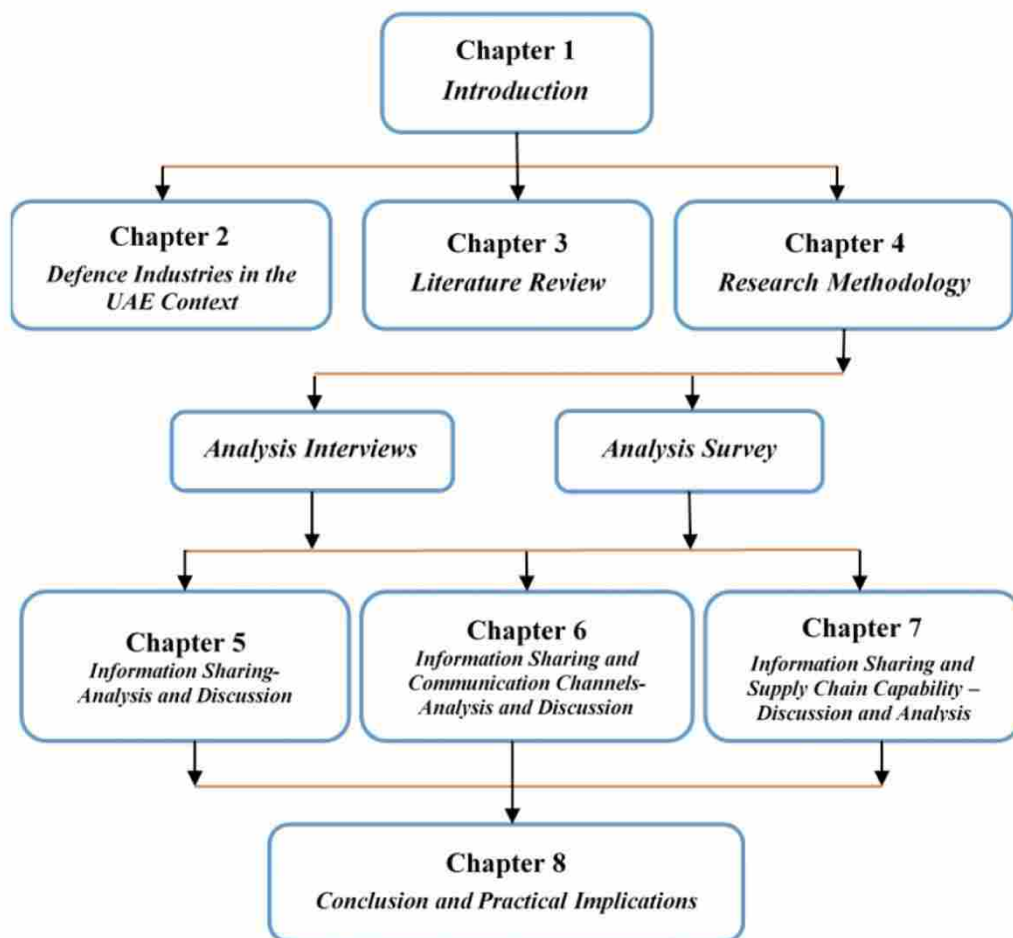 Chapter 1
Introduction
Chapter 2
Defence Industries in the
UAE Context
Chapter 3
Literature Review
Chapter 4
Research Methodology
Analysis Interviews
Analysis Survey
Chapter 5
Information Sharing-
Analysis and Discussion
Chapter 6
Information Sharing and
Communication Channels-
Analysis and Discussion
Chapter 7
Information Sharing and
Supply Chain Capability –
Discussion and Analysis
Chapter 8
Conclusion and Practical Implications